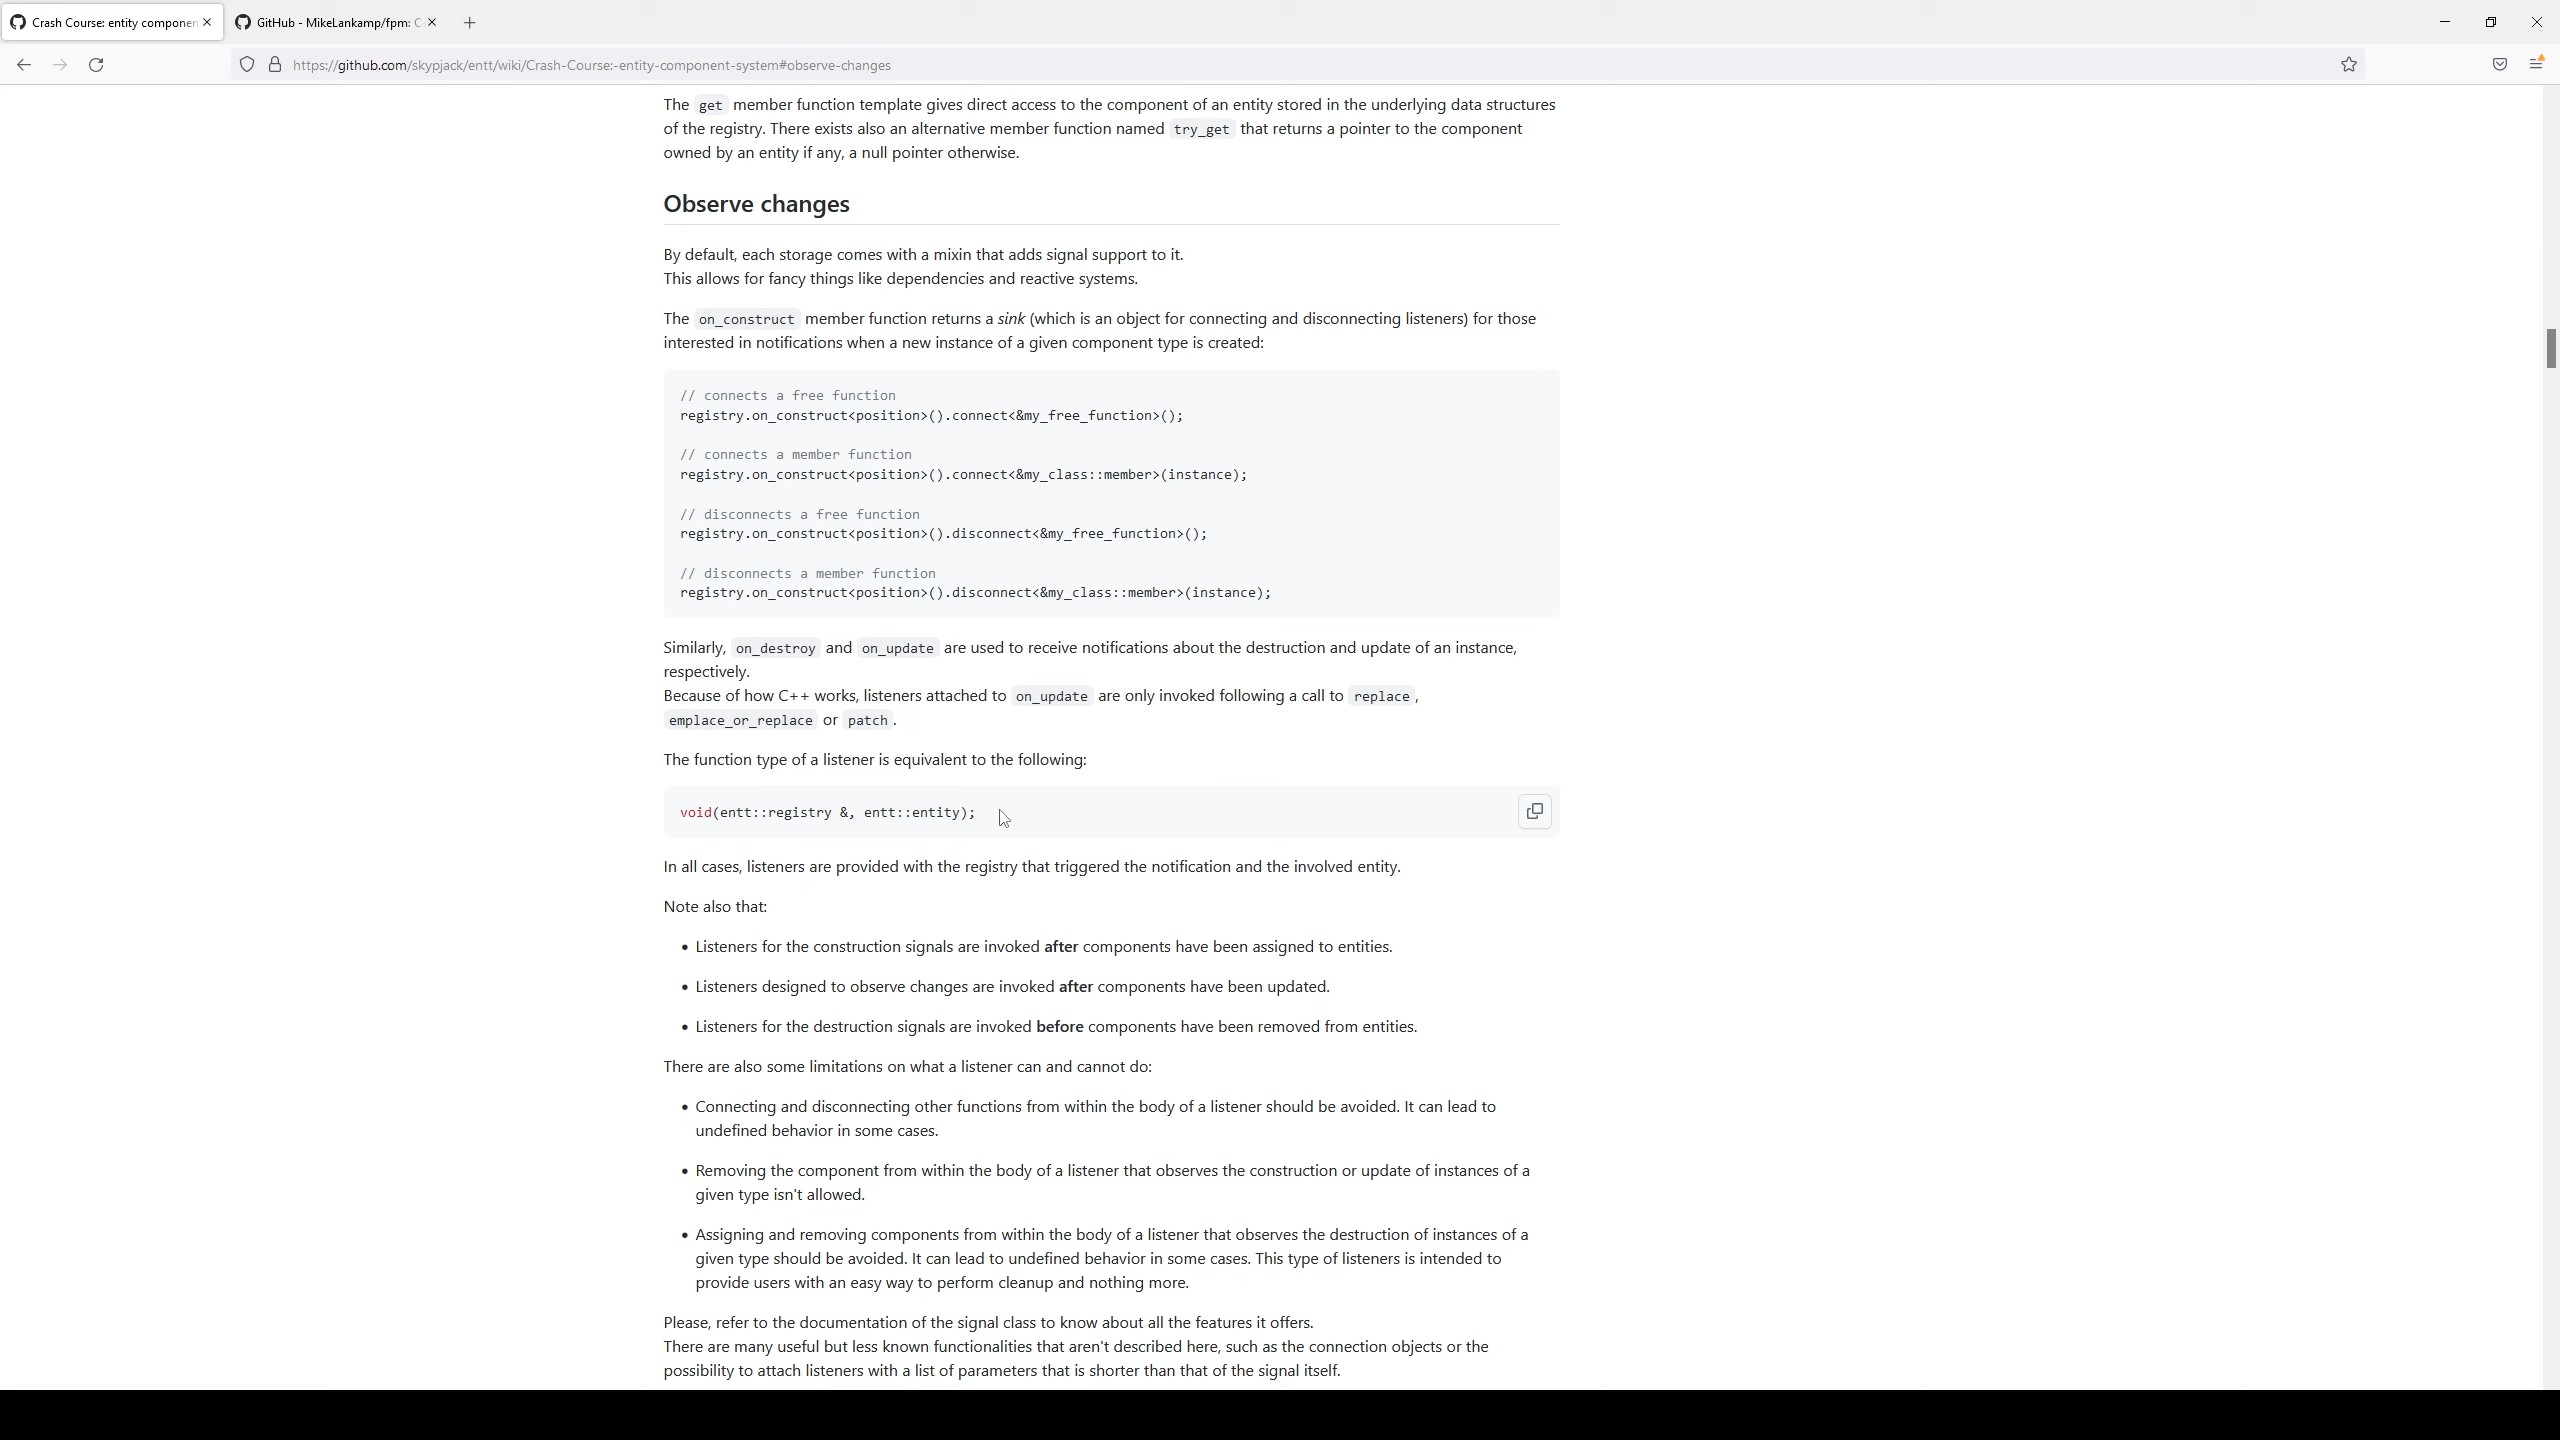 Crash Course: entity componen
GitHub - MikeLankamp/fpm: C
https://github.com/skypjack/entt/wiki/Crash-Course:-entity-component-system#observe-changes
The get member function template gives direct access to the component of an entity stored in the underlying data structures
of the registry. There exists also an alternative member function named try_get that returns a pointer to the component
owned by an entity if any, a null pointer otherwise.
Observe changes
By default, each storage comes with a mixin that adds signal support to it.
This allows for fancy things like dependencies and reactive systems.
The on_construct member function returns a sink (which is an object for connecting and disconnecting listeners) for those
interested in notifications when a new instance of a given component type is created:
// connects a free function
registry.on_construct<position>().connect<&my_free_function>();
// connects a member function
registry.on_construct<position>().connect<&my_class::member>(instance);
// disconnects a free function
registry.on_construct<position>().disconnect<&my_free_function>();
// disconnects a member function
registry.on_construct<position>().disconnect<&my_class::member>(instance);
Similarly, on_destroy and on_update are used to receive notifications about the destruction and update of an instance,
respectively.
Because of how C++ works, listeners attached to on_update are only invoked following a call to replace,
emplace_or_replace or patch.
The function type of a listener is equivalent to the following:
void(entt::registry &, entt::entity);
In all cases, listeners are provided with the registry that triggered the notification and the involved entity.
Note also that:
• Listeners for the construction signals are invoked after components have been assigned to entities.
• Listeners designed to observe changes are invoked after components have been updated.
• Listeners for the destruction signals are invoked before components have been removed from entities.
There are also some limitations on what a listener can and cannot do:
• Connecting and disconnecting other functions from within the body of a listener should be avoided. It can lead to
undefined behavior in some cases.
• Removing the component from within the body of a listener that observes the construction or update of instances of a
given type isn't allowed.
• Assigning and removing components from within the body of a listener that observes the destruction of instances of a
given type should be avoided. It can lead to undefined behavior in some cases. This type of listeners is intended to
provide users with an easy way to perform cleanup and nothing more.
Please, refer to the documentation of the signal class to know about all the features it offers.
There are many useful but less known functionalities that aren't described here, such as the connection objects or the
possibility to attach listeners with a list of parameters that is shorter than that of the signal itself.